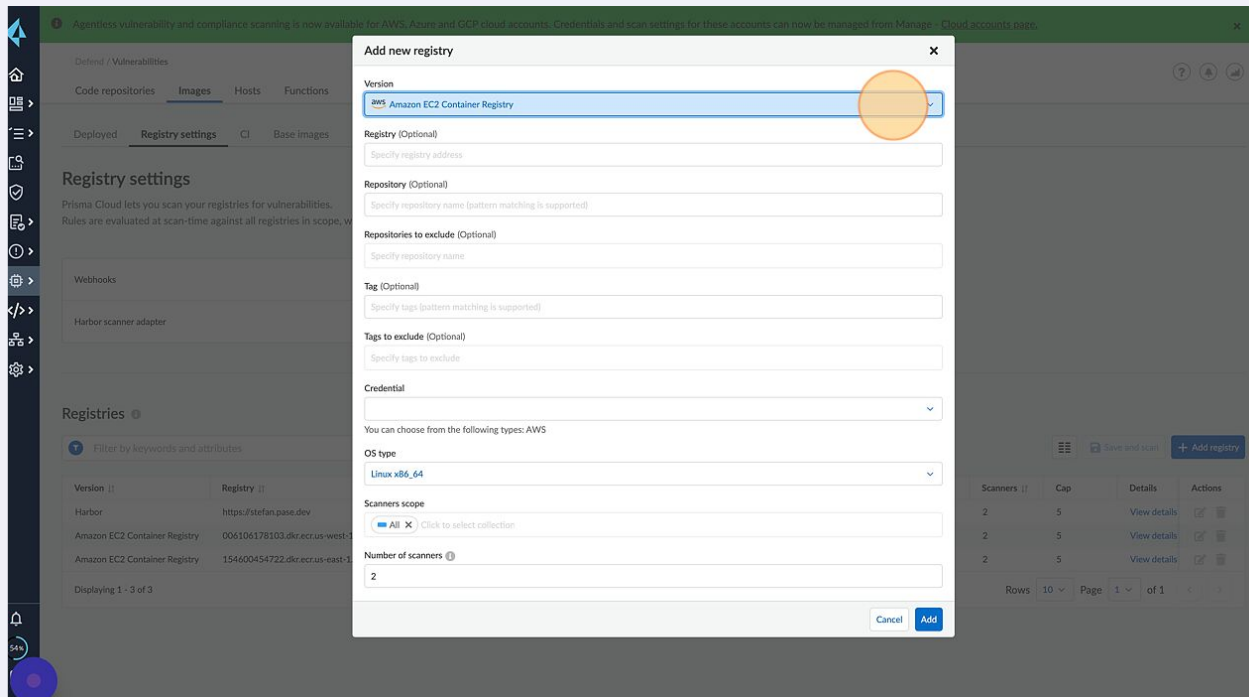 Agentless vulnerability and compliance scanning is now available for AWS, Azure and GCP cloud accounts. Credentials and scan settings for these accounts can now be managed from Manage - Cloud accounts page.
Defend / Vulnerabilities
Code repositories Images Hosts Functions
Deployed Registry settings CI Base images
Registry settings
Prisma Cloud lets you scan your registries for vulnerabilities.
Rules are evaluated at scan-time against all registries in scope, w
Webhooks
Harbor scanner adapter
Add new registry
Version
aws Amazon EC2 Container Registry
Registry (Optional)
Specify registry address
Repository (Optional)
Specify repository name (pattern matching is supported)
Repositories to exclude (Optional)
Specify repository name
Tag (Optional)
Specify tags (pattern matching is supported)
Tags to exclude (Optional)
Specify tags to exclude
Credential
You can choose from the following types: AWS
OS type
Linux x86_64
Scanners scope
All Click to select collection
Number of scanners
2
Cancel Add
Registries
Filter by keywords and attributes
Save and scan + Add registry
Version Registry Scanners Cap Details Actions
Harbor https://stefan.pase.dev 2 5 View details
Amazon EC2 Container Registry 006106178103.dkr.ecr.us-west-1 2 5 View details
Amazon EC2 Container Registry 154600454722.dkr.ecr.us-east-1. 2 5 View details
Displaying 1 - 3 of 3 Rows 10 Page 1 of 1
54%